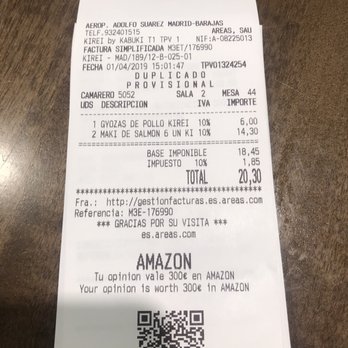 AEROP. ADOLFO SUAREZ MADRID-BARAJAS
TELF.932401515 AREAS, SAU
KIREI by KABUKI T1 TPV 1 NIF:A-08225013
FACTURA SIMPLIFICADA M3ET/176990
KIREI - MAD/189/12-B-025-01
FECHA 01/04/2019 15:01:47 TPV01324254
DUPLICADO
PROVISIONAL
CAMARERO 5052 SALA 2 MESA 44
UDS DESCRIPCION IVA IMPORTE
1 GYOZAS DE POLLO KIREI 10% 6,00
2 MAKI DE SALMON 6 UN KI 10% 14,30
BASE IMPONIBLE 18,45
IMPUESTO 10% 1,85
TOTAL 20,30
Fra.: http://gestionfacturas.es.areas.com
Referencia: M3E-176990
*** GRACIAS POR SU VISITA ***
es.areas.com
AMAZON
Tu opinion vale 300€ en AMAZON
Your opinion is worth 300€ in AMAZON